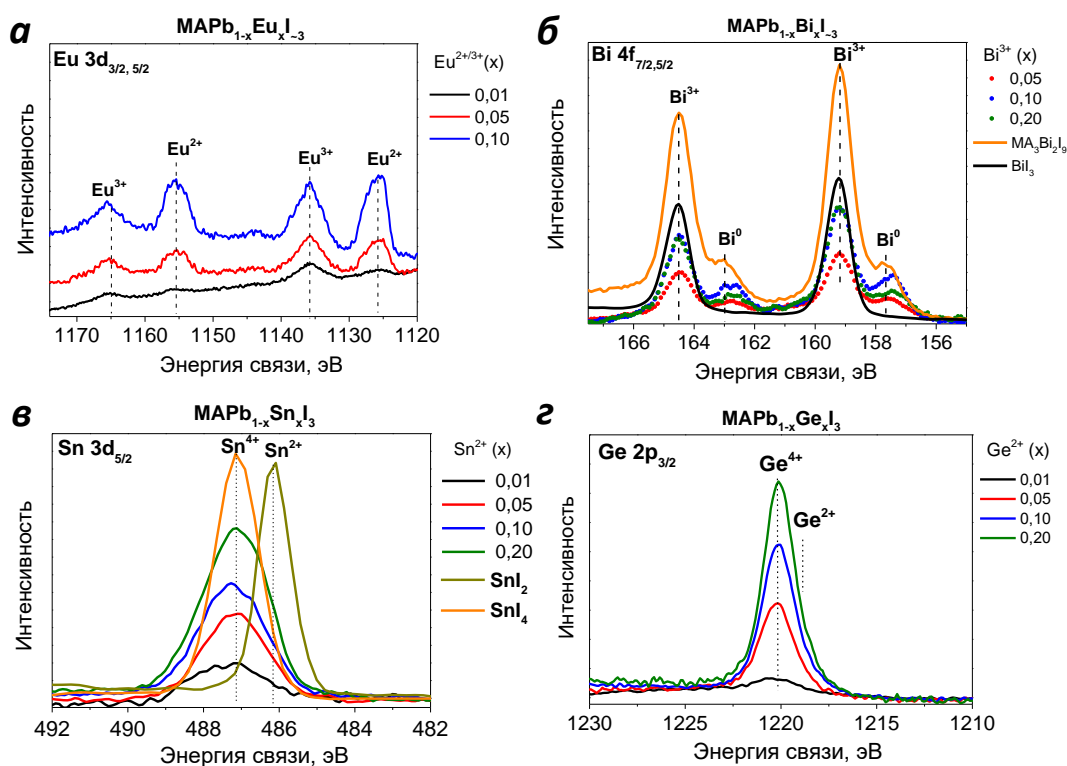 а
MAPb₁₋ₓEuₓI~₃
Eu 3d₃/₂, ₅/₂
Eu²⁺/³⁺(x)
0,01
0,05
0,10
Eu³⁺
Eu²⁺
Eu³⁺
Eu²⁺
Интенсивность
1170 1160 1150 1140 1130 1120
Энергия связи, эВ
б
MAPb₁₋ₓBiₓI~₃
Bi 4f₇/₂,₅/₂
Bi³⁺ (x)
0,05
0,10
0,20
MA₃Bi₂I₉
BiI₃
Bi³⁺
Bi⁰
Bi³⁺
Bi⁰
Интенсивность
166 164 162 160 158 156
Энергия связи, эВ
в
MAPb₁₋ₓSnₓI₃
Sn 3d₅/₂
Sn²⁺ (x)
0,01
0,05
0,10
0,20
SnI₂
SnI₄
Sn⁴⁺
Sn²⁺
Интенсивность
492 490 488 486 484 482
Энергия связи, эВ
г
MAPb₁₋ₓGeₓI₃
Ge 2p₃/₂
Ge²⁺ (x)
0,01
0,05
0,10
0,20
Ge⁴⁺
Ge²⁺
Интенсивность
1230 1225 1220 1215 1210
Энергия связи, эВ